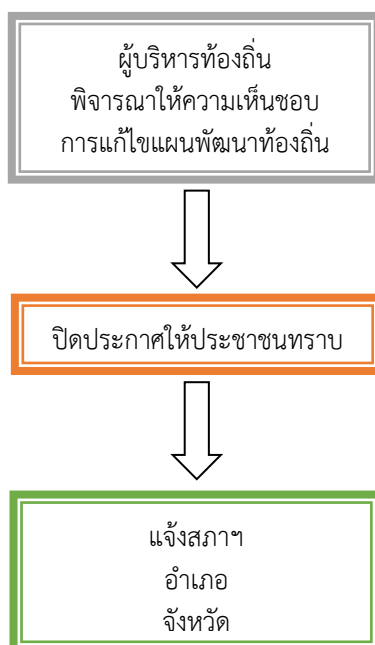 ผู้บริหารท้องถิ่น
พิจารณาให้ความเห็นชอบ
การแก้ไขแผนพัฒนาท้องถิ่น
ปิดประกาศให้ประชาชนทราบ
แจ้งสภาฯ
อำเภอ
จังหวัด